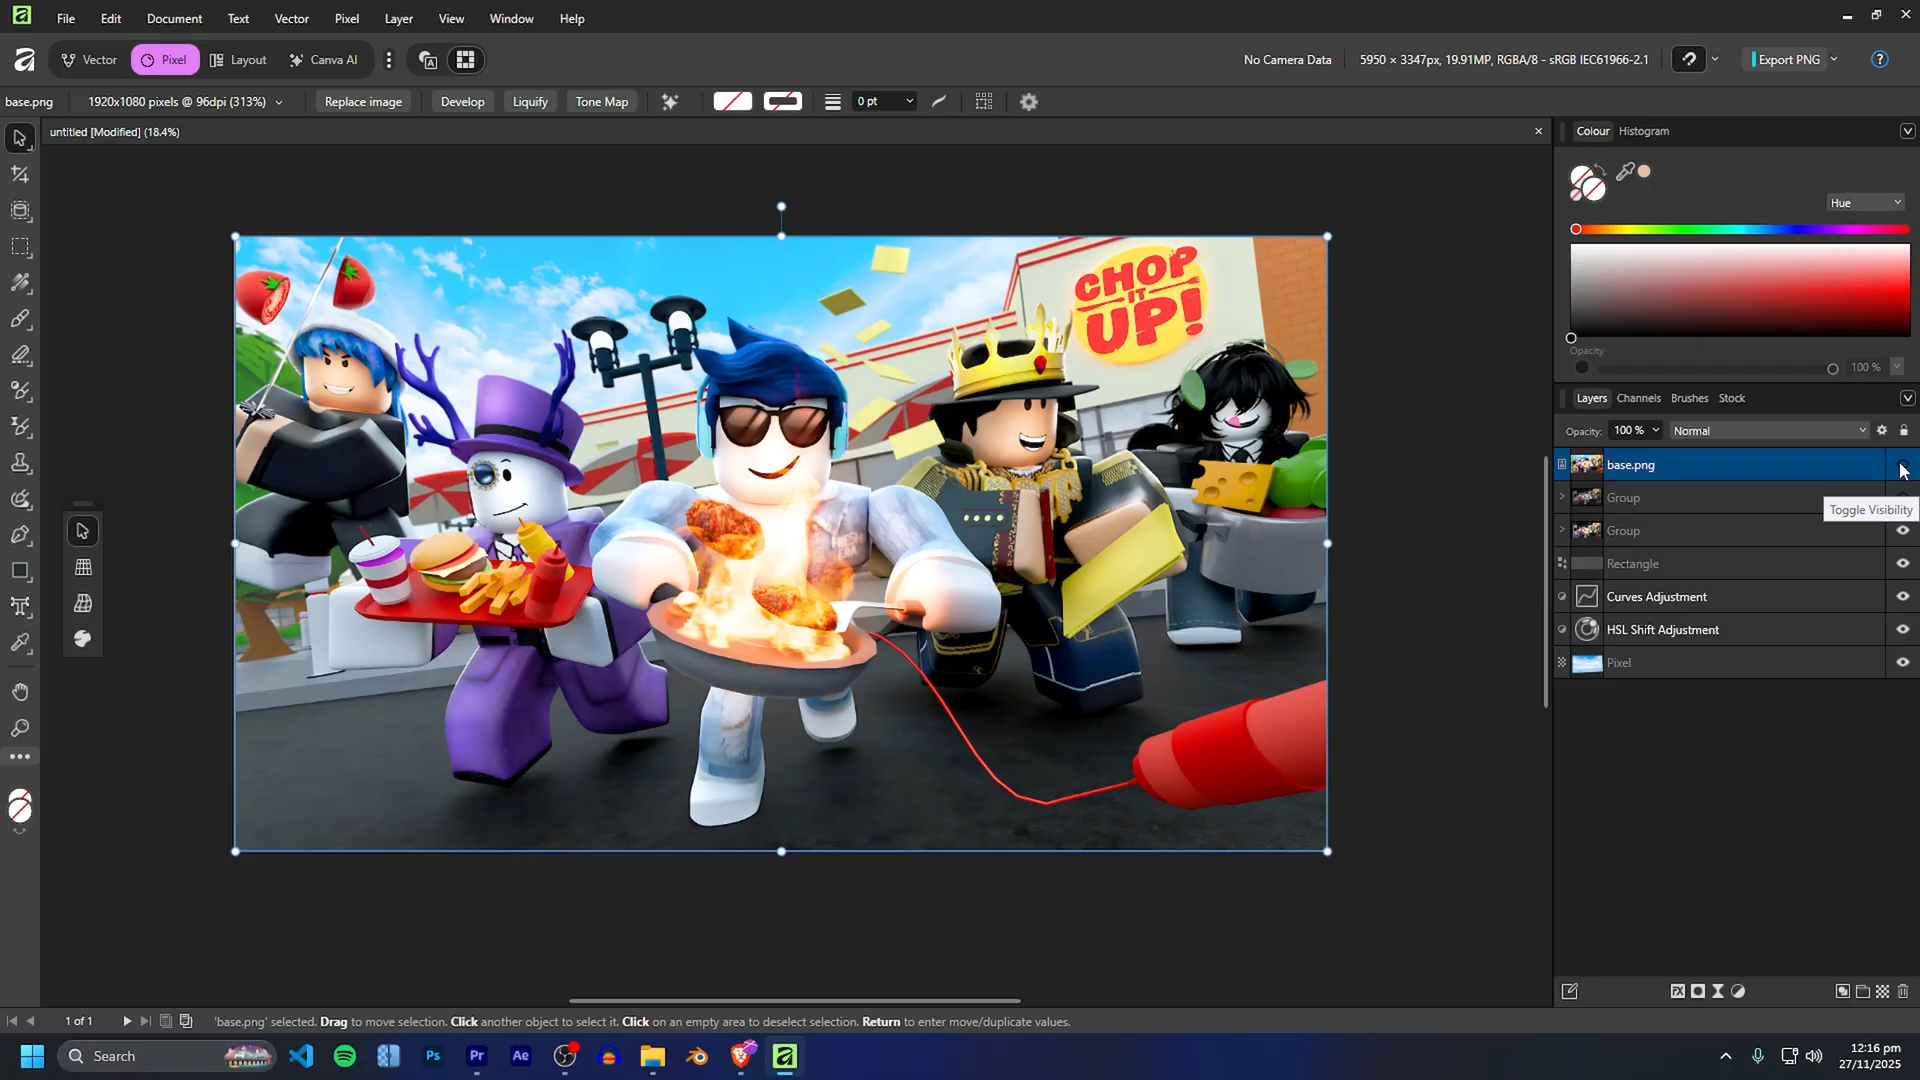 File Edit Document Text Vector Pixel Layer View Window Help
Vector Pixel Layout Canva AI
No Camera Data 5950 × 3347px, 19.91MP, RGBA/8 - sRGB IEC61966-2.1 Export PNG
base.png 1920x1080 pixels @ 96dpi (313%) Replace image Develop Liquify Tone Map 0 pt
untitled [Modified] (18.4%)
Colour Histogram
Hue
Opacity
100 %
Layers Channels Brushes Stock
Opacity: 100 % Normal
base.png
Group
Toggle Visibility
Group
Rectangle
Curves Adjustment
HSL Shift Adjustment
Pixel
CHOP
IT
UP!
1 of 1 'base.png' selected. Drag to move selection. Click another object to select it. Click on an empty area to deselect selection. Return to enter move/duplicate values.
Search
Ps
Pr
Ae
12:16 pm
27/11/2025